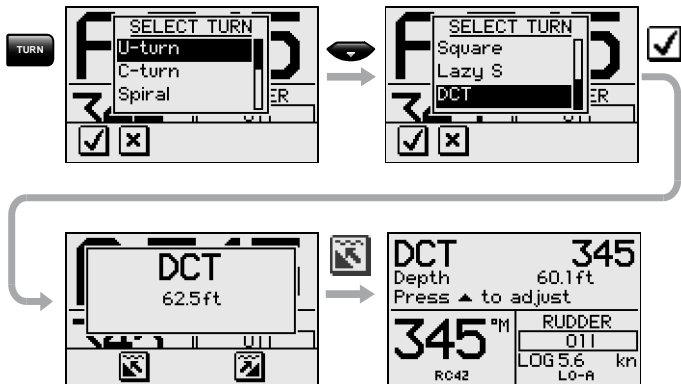 TURN
SELECT TURN
U-turn
C-turn
Spiral
SELECT TURN
Square
Lazy S
DCT
DCT
62.5ft
DCT 345
Depth 60.1ft
Press ▲ to adjust
345°M
RC42
RUDDER
01
LOG 5.6 kn
LO-A